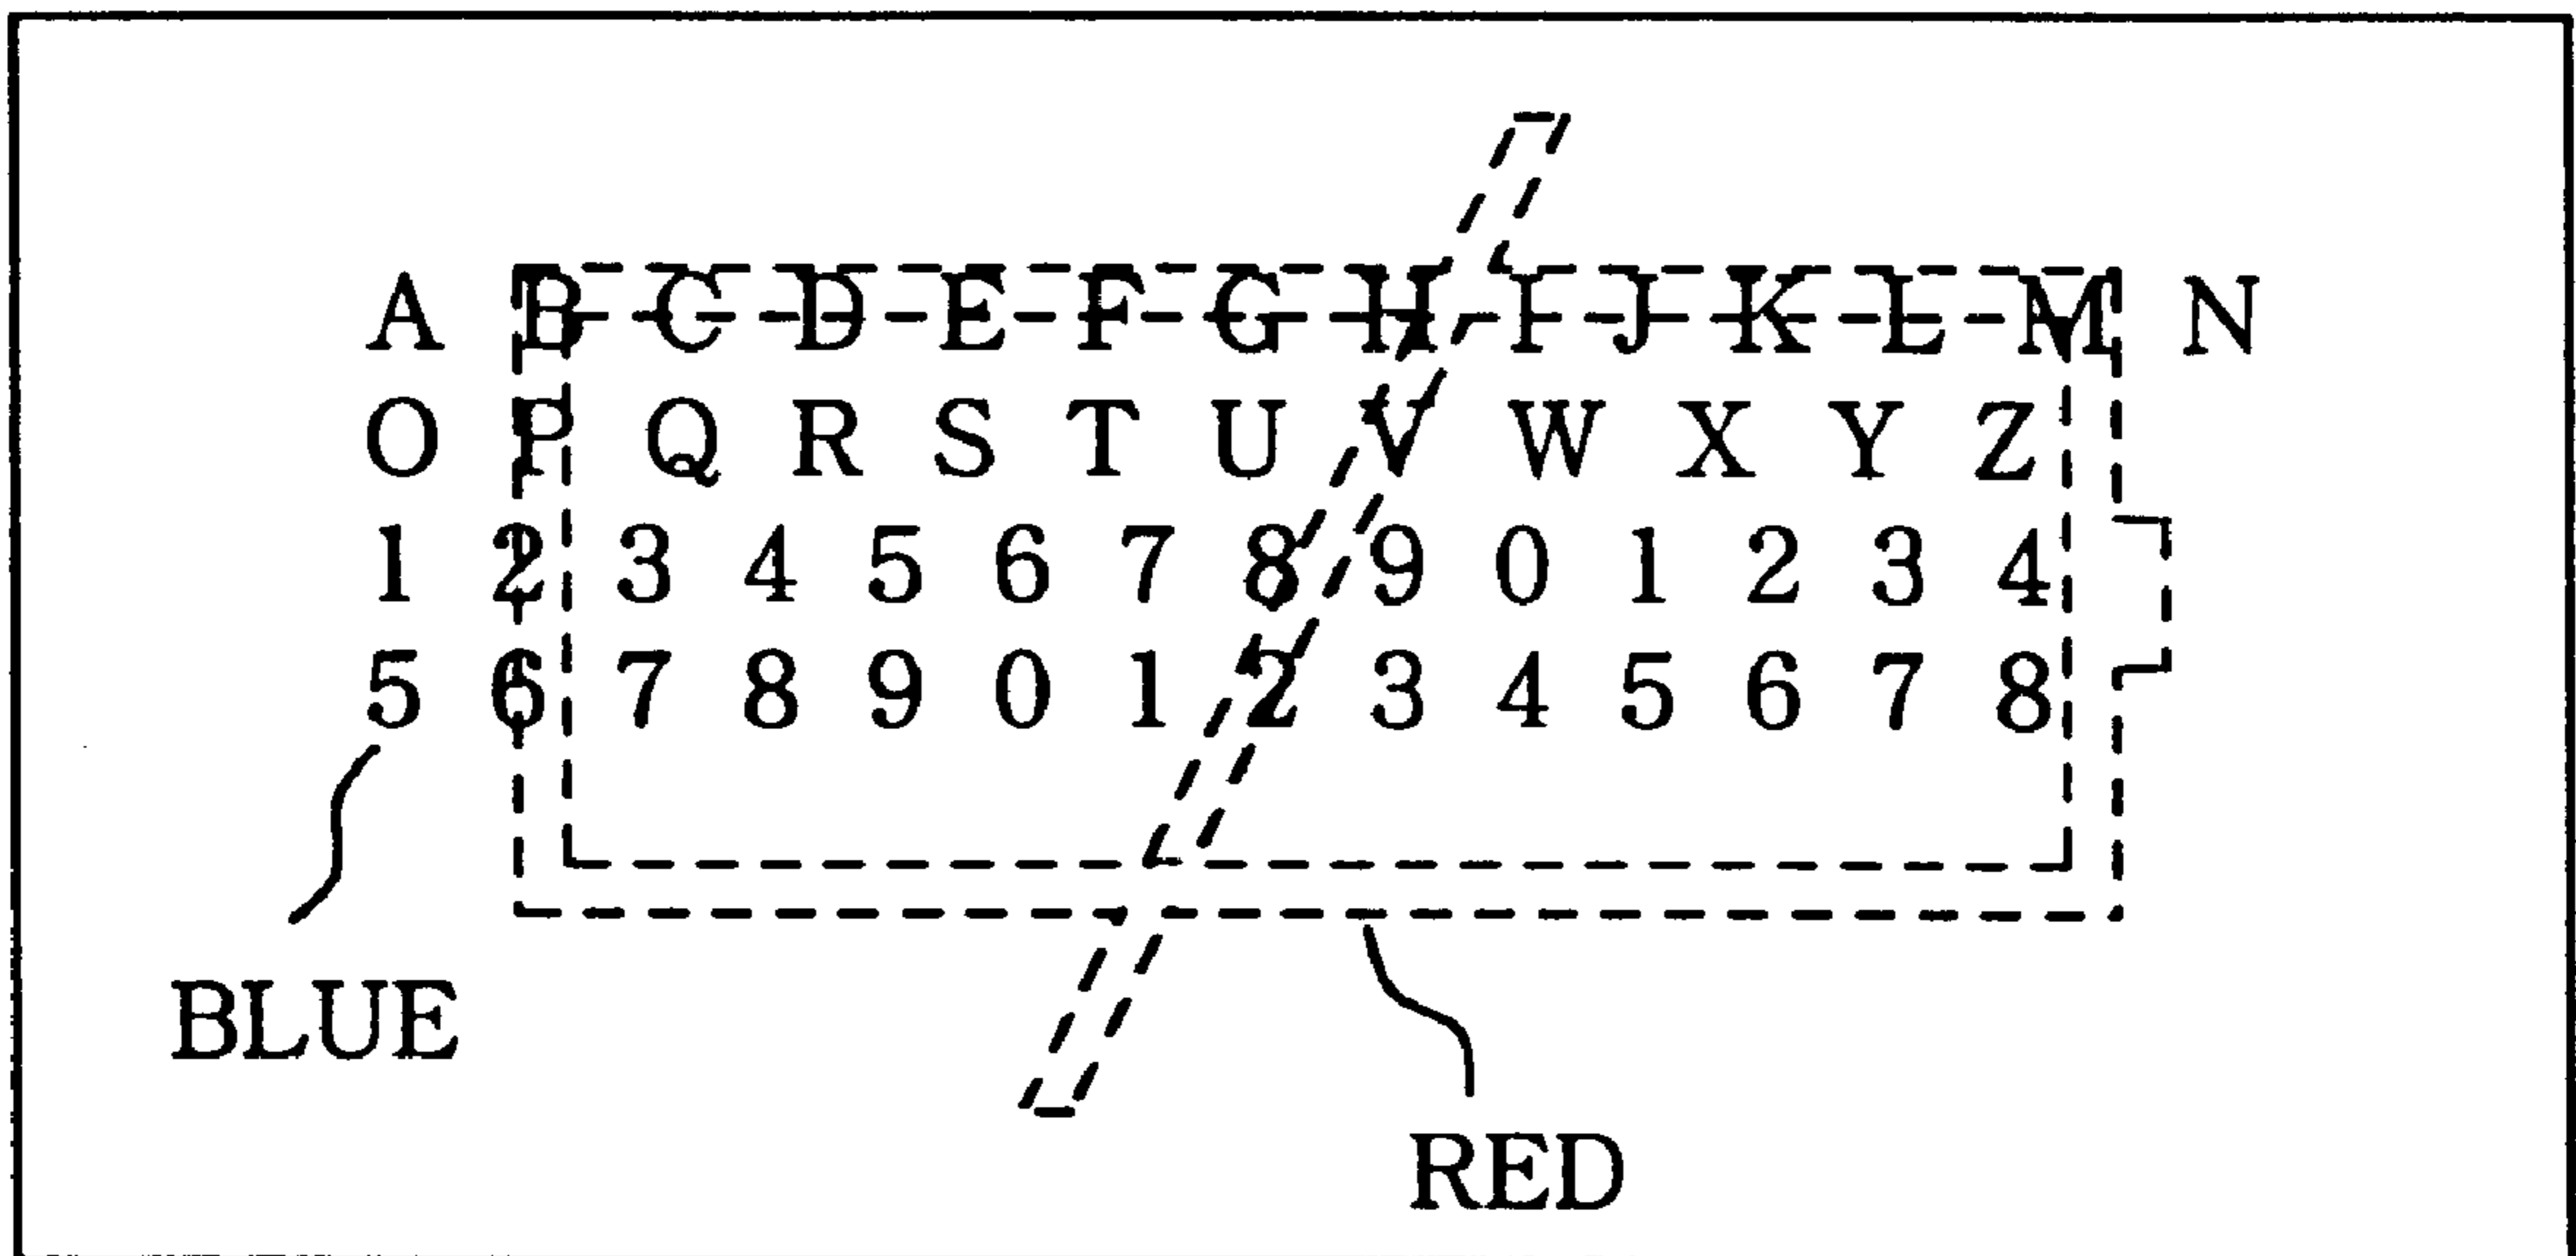 A B C D E F G H I J K L M N
O P Q R S T U V W X Y Z
1 2 3 4 5 6 7 8 9 0 1 2 3 4
5 6 7 8 9 0 1 2 3 4 5 6 7 8
BLUE
RED